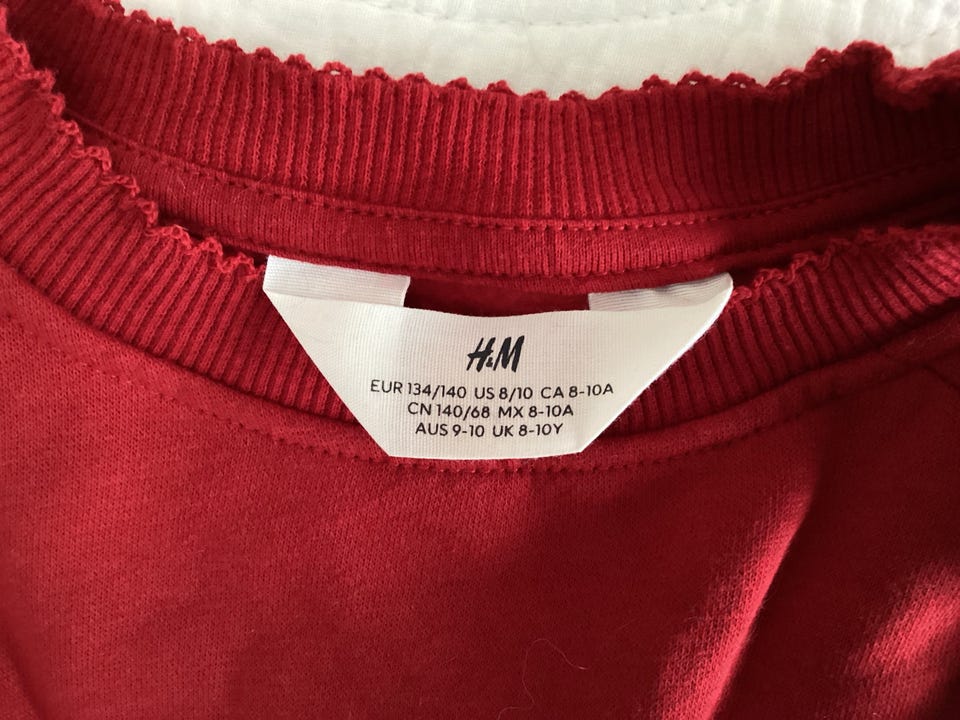 H&M
EUR 134/140 US 8/10 CA 8-10A
CN 140/68 MX 8-10A
AUS 9-10 UK 8-10Y